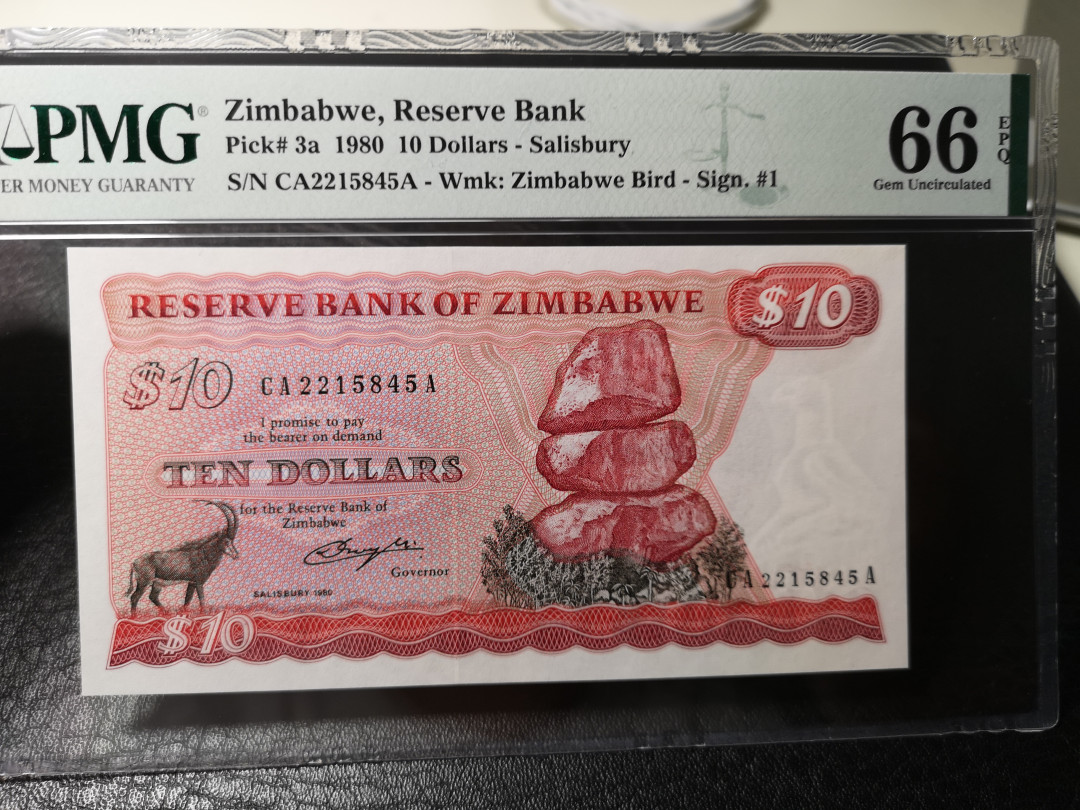 PMG®
ER MONEY GUARANTY
Zimbabwe, Reserve Bank
Pick# 3a 1980 10 Dollars - Salisbury
S/N CA2215845A - Wmk: Zimbabwe Bird - Sign. #1
66 EPQ
Gem Uncirculated
RESERVE BANK OF ZIMBABWE
$10
$10 CA2215845A
I promise to pay
the bearer on demand
TEN DOLLARS
for the Reserve Bank of
Zimbabwe
Governor
SALISBURY 1980
CA2215845A
$10